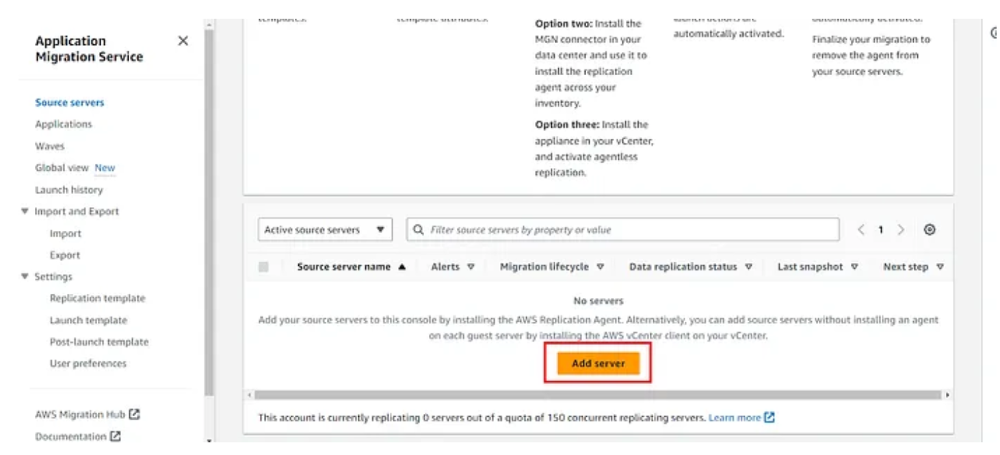 Application
Migration Service
Source servers
Applications
Waves
Global view New
Launch history
Import and Export
Import
Export
Settings
Replication template
Launch template
Post-launch template
User preferences
AWS Migration Hub
Documentation
templates.
template attributes.
Option two: Install the
MGN connector in your
data center and use it to
install the replication
agent across your
inventory.
Option three: Install the
appliance in your vCenter,
and activate agentless
replication.
launch actions are
automatically activated.
automatically activated.
Finalize your migration to
remove the agent from
your source servers.
Active source servers
Filter source servers by property or value
1
Source server name Alerts Migration lifecycle Data replication status Last snapshot Next step
No servers
Add your source servers to this console by installing the AWS Replication Agent. Alternatively, you can add source servers without installing an agent
on each guest server by installing the AWS vCenter client on your vCenter.
Add server
This account is currently replicating 0 servers out of a quota of 150 concurrent replicating servers. Learn more